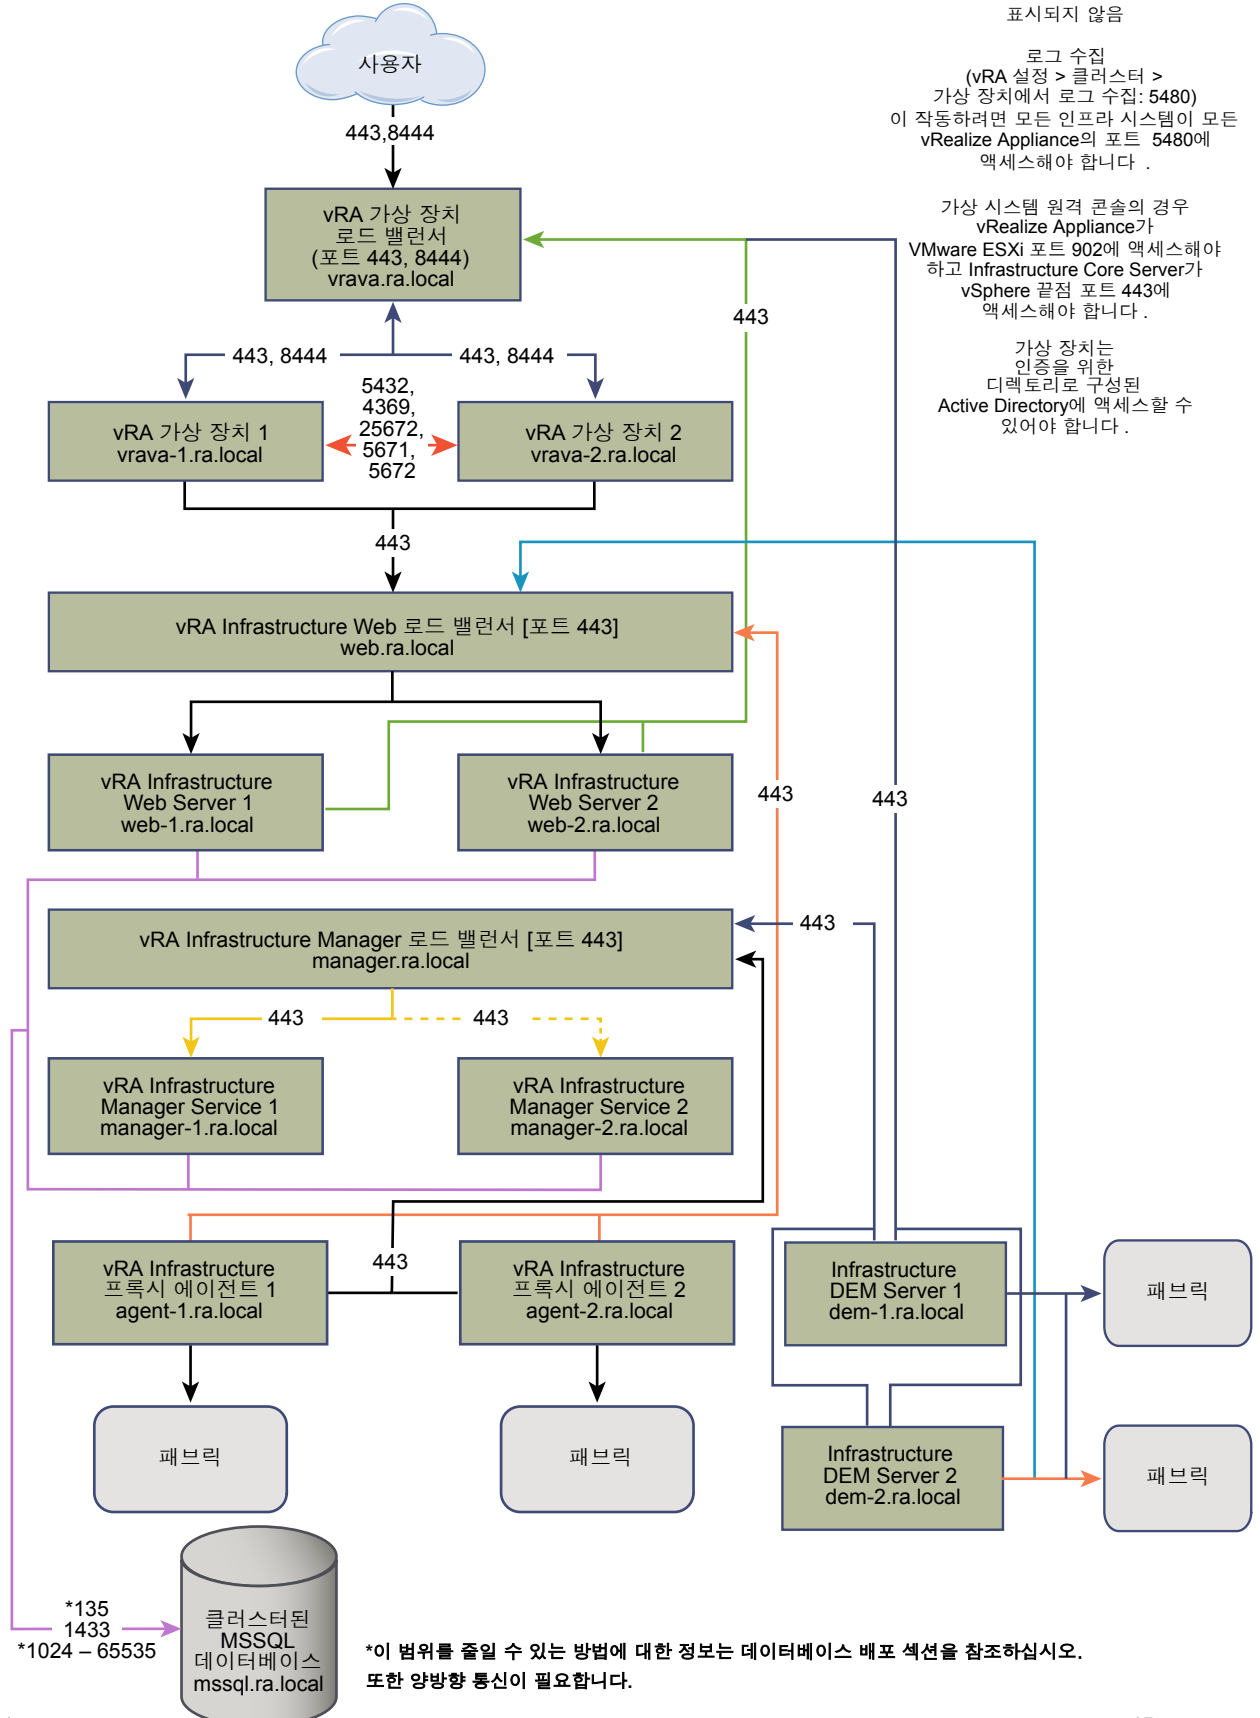 표시되지 않음
로그 수집
(vRA 설정 > 클러스터 >
가상 장치에서 로그 수집: 5480)
이 작동하려면 모든 인프라 시스템이 모든
vRealize Appliance의 포트 5480에
액세스해야 합니다 .
가상 시스템 원격 콘솔의 경우
vRealize Appliance가
VMware ESXi 포트 902에 액세스해야
하고 Infrastructure Core Server가
vSphere 끝점 포트 443에
액세스해야 합니다 .
가상 장치는
인증을 위한
디렉토리로 구성된
Active Directory에 액세스할 수
있어야 합니다 .
사용자
443,8444
vRA 가상 장치
로드 밸런서
(포트 443, 8444)
vrava.ra.local
443
443, 8444
443, 8444
5432,
4369,
25672,
5671,
5672
vRA 가상 장치 1
vrava-1.ra.local
vRA 가상 장치 2
vrava-2.ra.local
443
vRA Infrastructure Web 로드 밸런서 [포트 443]
web.ra.local
vRA Infrastructure
Web Server 1
web-1.ra.local
vRA Infrastructure
Web Server 2
web-2.ra.local
443
443
vRA Infrastructure Manager 로드 밸런서 [포트 443]
manager.ra.local
443
443
443
vRA Infrastructure
Manager Service 1
manager-1.ra.local
vRA Infrastructure
Manager Service 2
manager-2.ra.local
vRA Infrastructure
프록시 에이전트 1
agent-1.ra.local
443
vRA Infrastructure
프록시 에이전트 2
agent-2.ra.local
Infrastructure
DEM Server 1
dem-1.ra.local
패브릭
패브릭
패브릭
Infrastructure
DEM Server 2
dem-2.ra.local
패브릭
*135
1433
*1024 – 65535
클러스터된
MSSQL
데이터베이스
mssql.ra.local
*이 범위를 줄일 수 있는 방법에 대한 정보는 데이터베이스 배포 섹션을 참조하십시오.
또한 양방향 통신이 필요합니다.